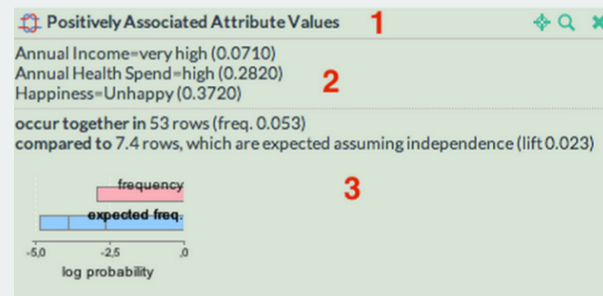 Positively Associated Attribute Values 1
Annual Income=very high (0.0710)
Annual Health Spend=high (0.2820)
Happiness=Unhappy (0.3720)
2
occur together in 53 rows (freq. 0.053)
compared to 7.4 rows, which are expected assuming independence (lift 0.023)
3
frequency
expected freq.
-5,0 -2,5 ,0
log probability